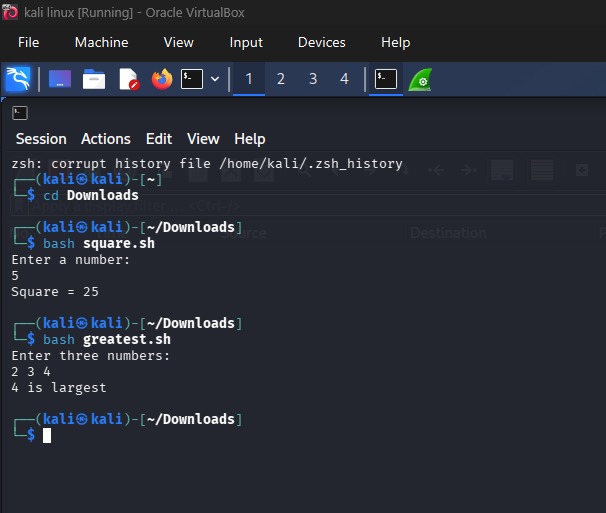 kali linux [Running] - Oracle VirtualBox
File Machine View Input Devices Help
1 2 3 4
Session Actions Edit View Help
zsh: corrupt history file /home/kali/.zsh_history
┌──(kali㉿kali)-[~]
└─$ cd Downloads
┌──(kali㉿kali)-[~/Downloads]
└─$ bash square.sh
Enter a number:
5
Square = 25
┌──(kali㉿kali)-[~/Downloads]
└─$ bash greatest.sh
Enter three numbers:
2 3 4
4 is largest
┌──(kali㉿kali)-[~/Downloads]
└─$
Destination